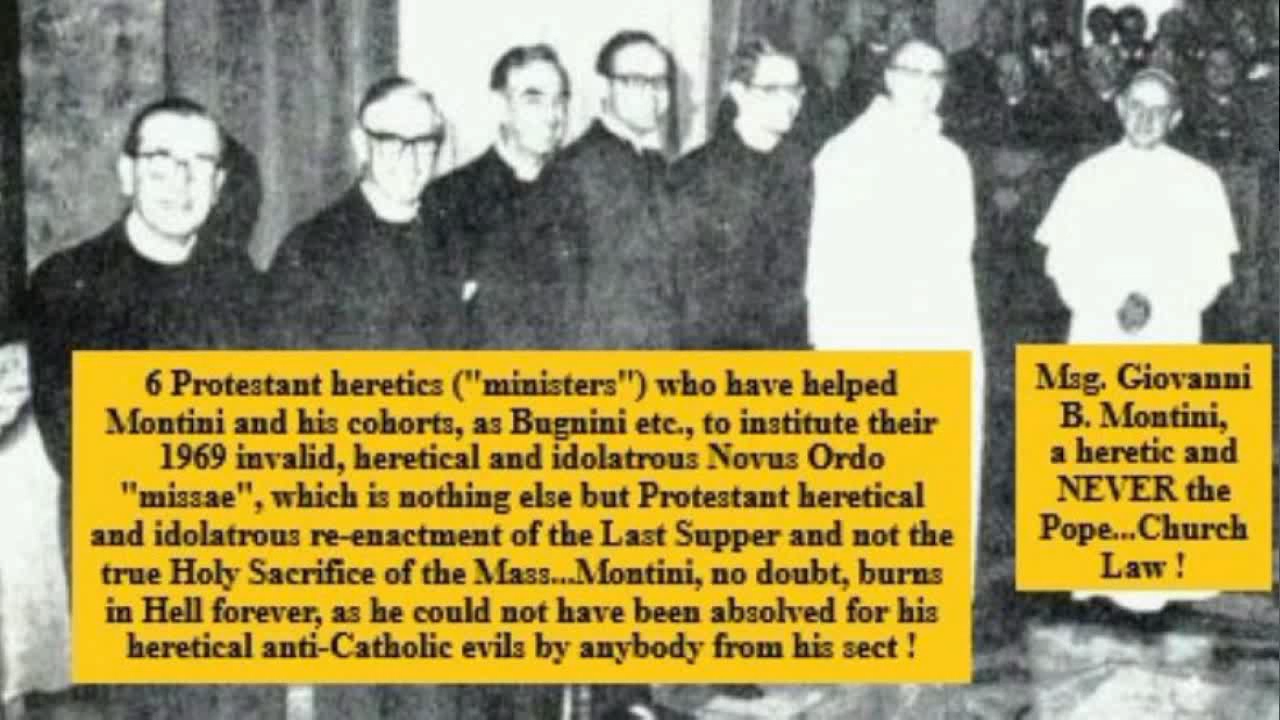 6 Protestant heretics ("ministers") who have helped
Montini and his cohorts, as Bugnini etc., to institute their
1969 invalid, heretical and idolatrous Novus Ordo
"missae", which is nothing else but Protestant heretical
and idolatrous re-enactment of the Last Supper and not the
true Holy Sacrifice of the Mass...Montini, no doubt, burns
in Hell forever, as he could not have been absolved for his
heretical anti-Catholic evils by anybody from his sect !
Msg. Giovanni
B. Montini,
a heretic and
NEVER the
Pope...Church
Law !